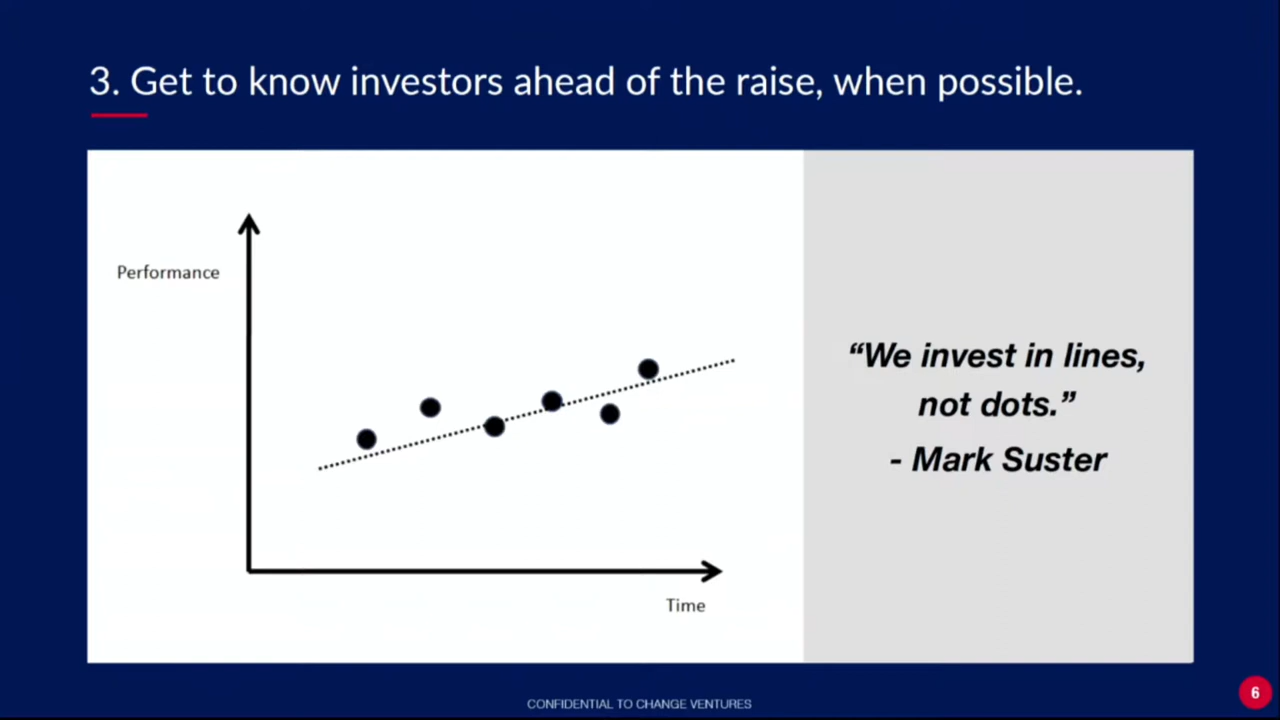 3. Get to know investors ahead of the raise, when possible.
Performance
Time
“We invest in lines,
not dots.”
- Mark Suster
CONFIDENTIAL TO CHANGE VENTURES
6